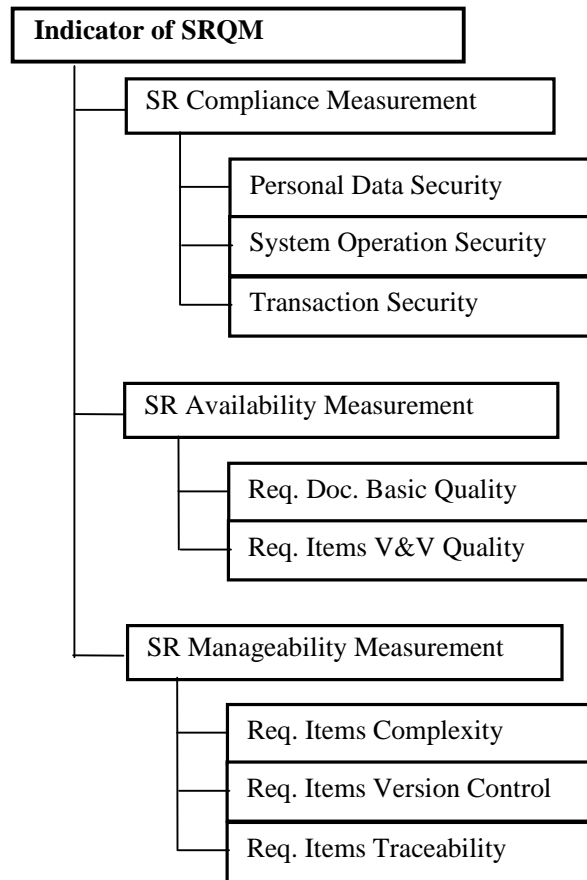 Indicator of SRQM
SR Compliance Measurement
Personal Data Security
System Operation Security
Transaction Security
SR Availability Measurement
Req. Doc. Basic Quality
Req. Items V&V Quality
SR Manageability Measurement
Req. Items Complexity
Req. Items Version Control
Req. Items Traceability